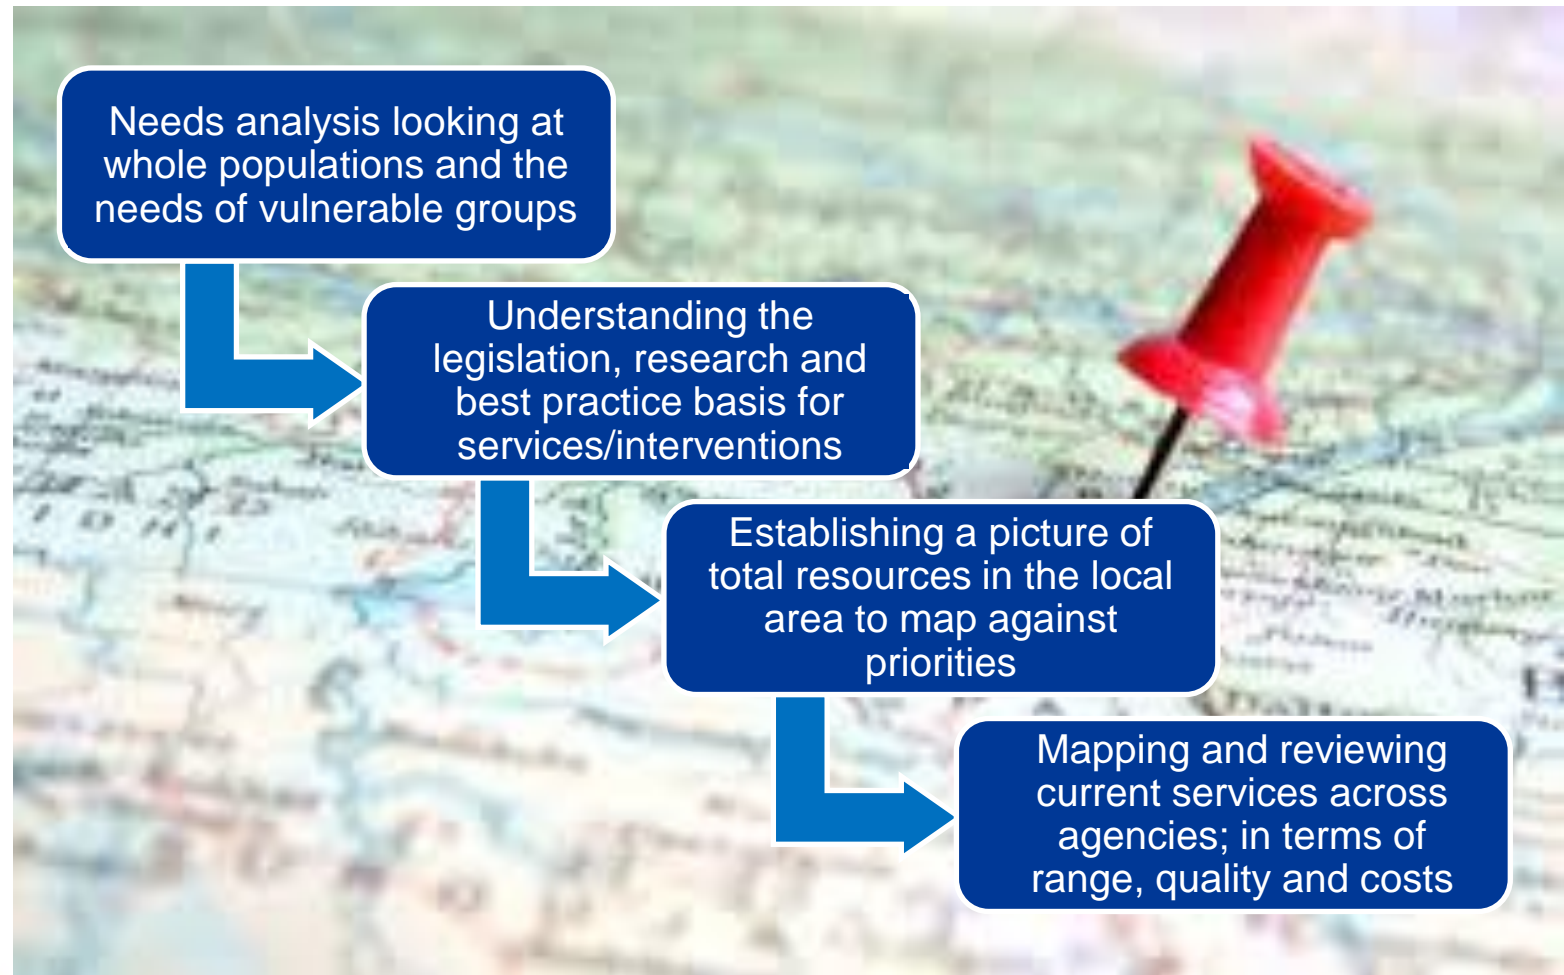 Needs analysis looking at
whole populations and the
needs of vulnerable groups
Understanding the
legislation, research and
best practice basis for
services/interventions
Establishing a picture of
total resources in the local
area to map against
priorities
Mapping and reviewing
current services across
agencies; in terms of
range, quality and costs